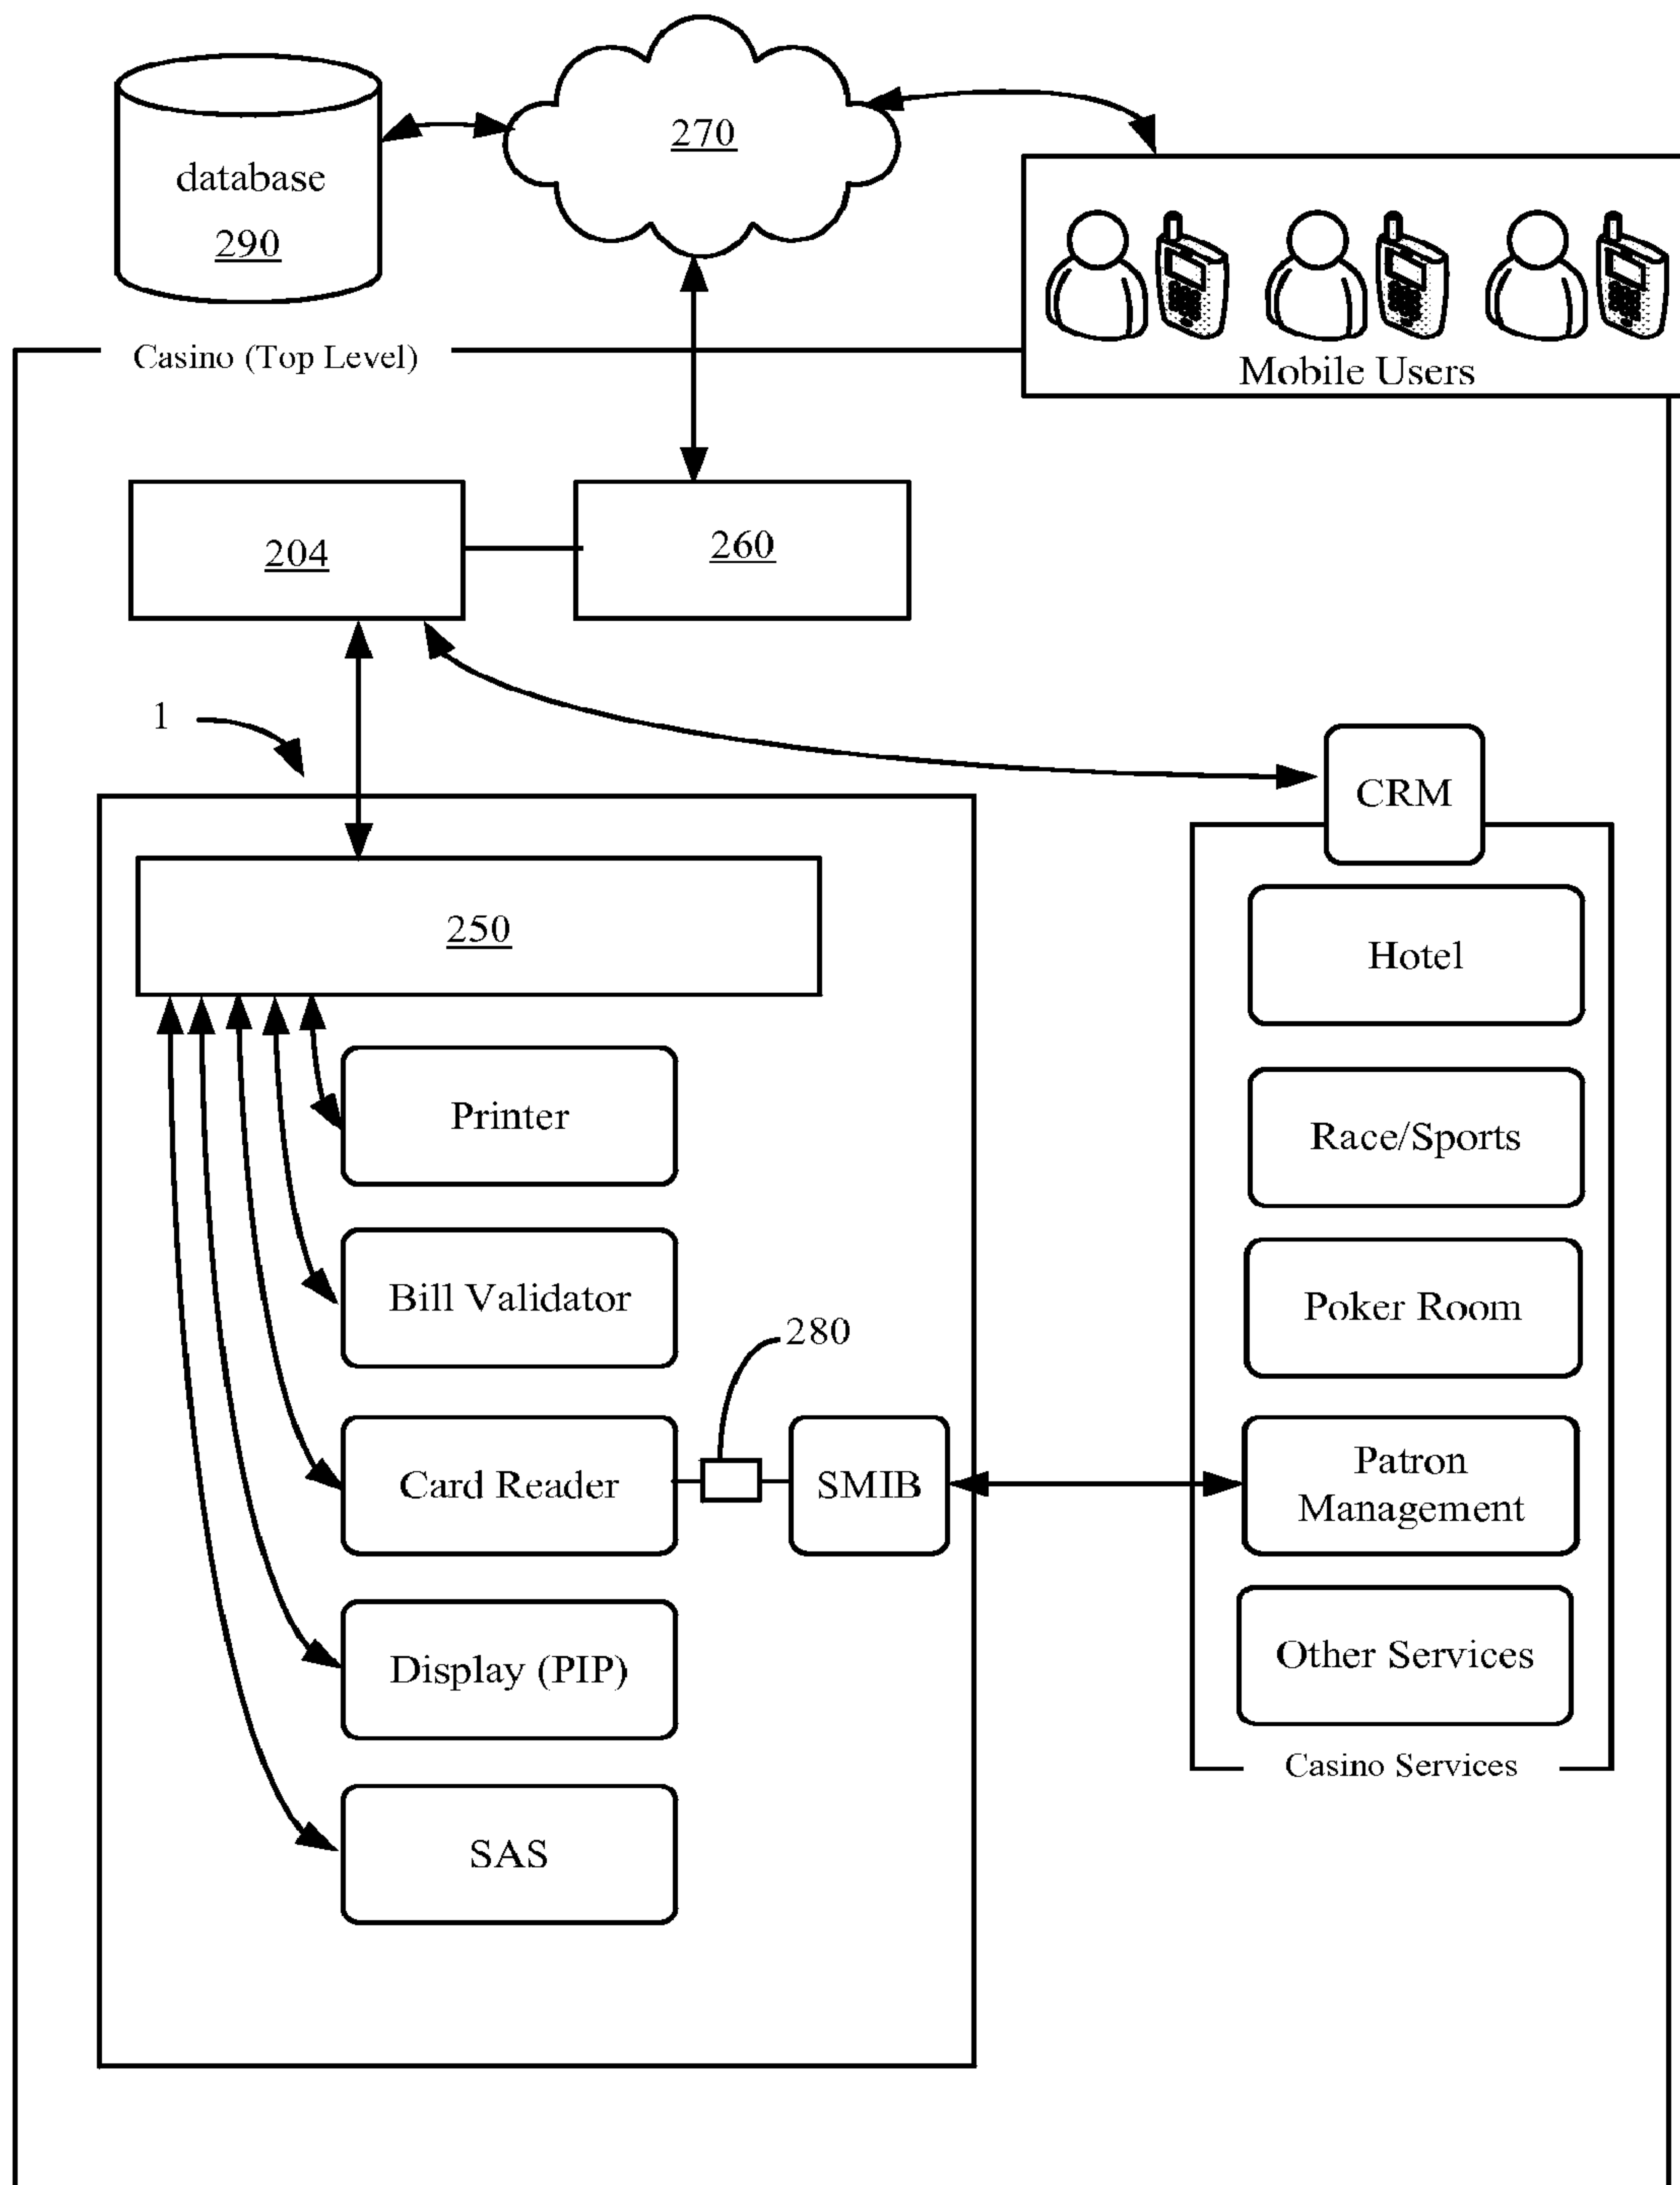 database
290
270
Mobile Users
Casino (Top Level)
204
260
1
CRM
250
Hotel
Printer
Race/Sports
Bill Validator
Poker Room
280
Card Reader
SMIB
Patron
Management
Display (PIP)
Other Services
Casino Services
SAS